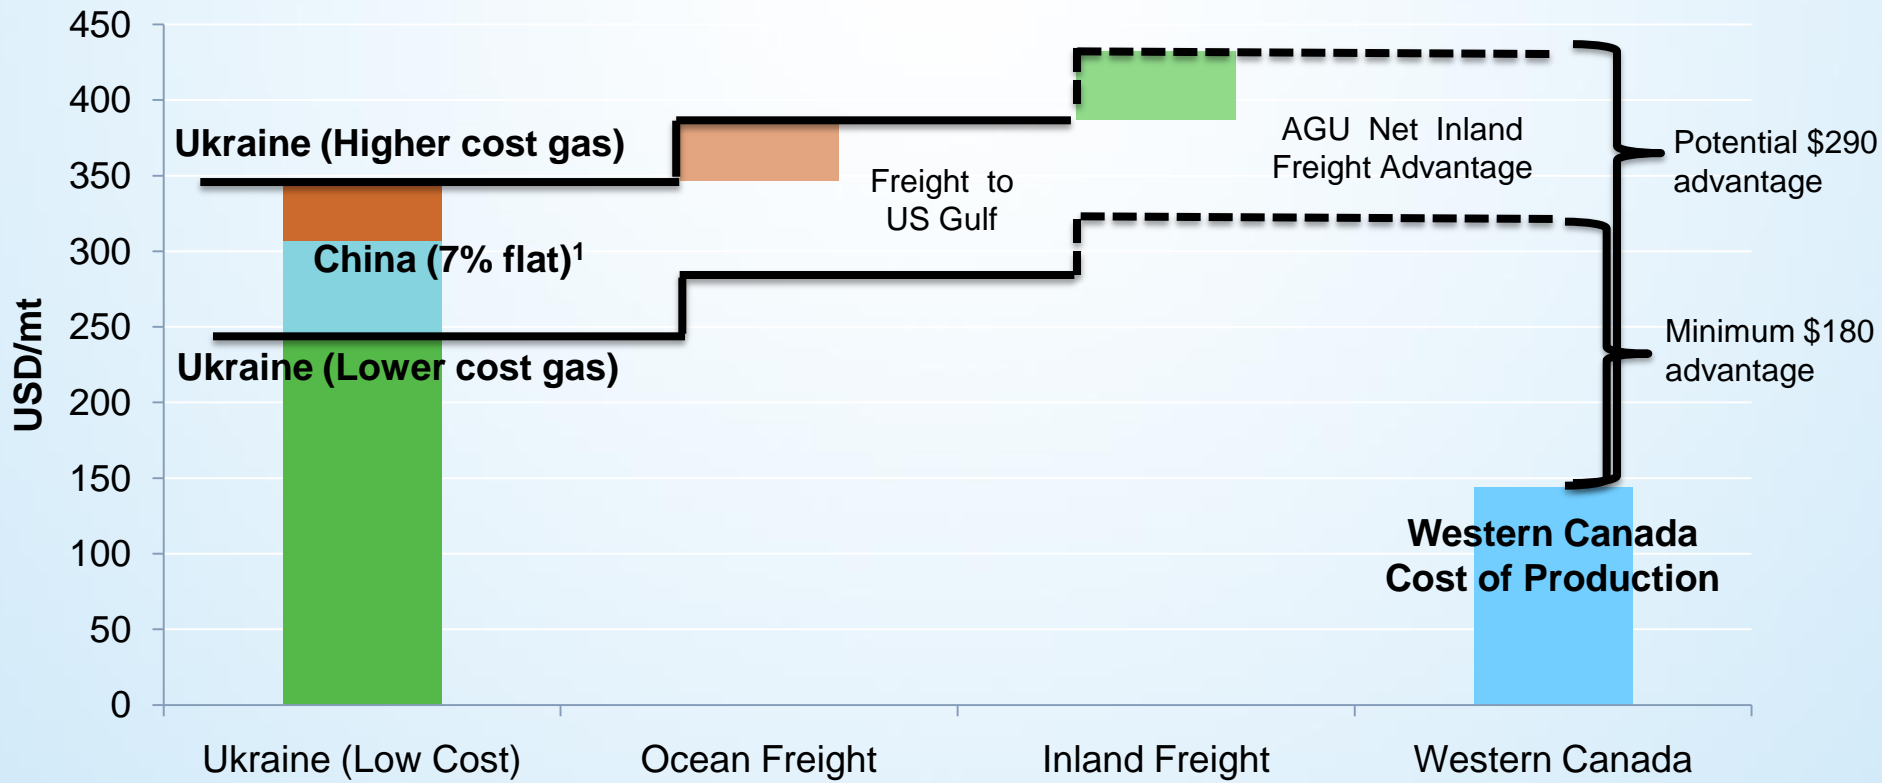 450
400
350
300
250
200
150
100
50
0
USD/mt
Ukraine (Higher cost gas)
China (7% flat)¹
Ukraine (Lower cost gas)
Freight to
US Gulf
AGU Net Inland
Freight Advantage
Potential $290
advantage
Minimum $180
advantage
Western Canada
Cost of Production
Ukraine (Low Cost)
Ocean Freight
Inland Freight
Western Canada